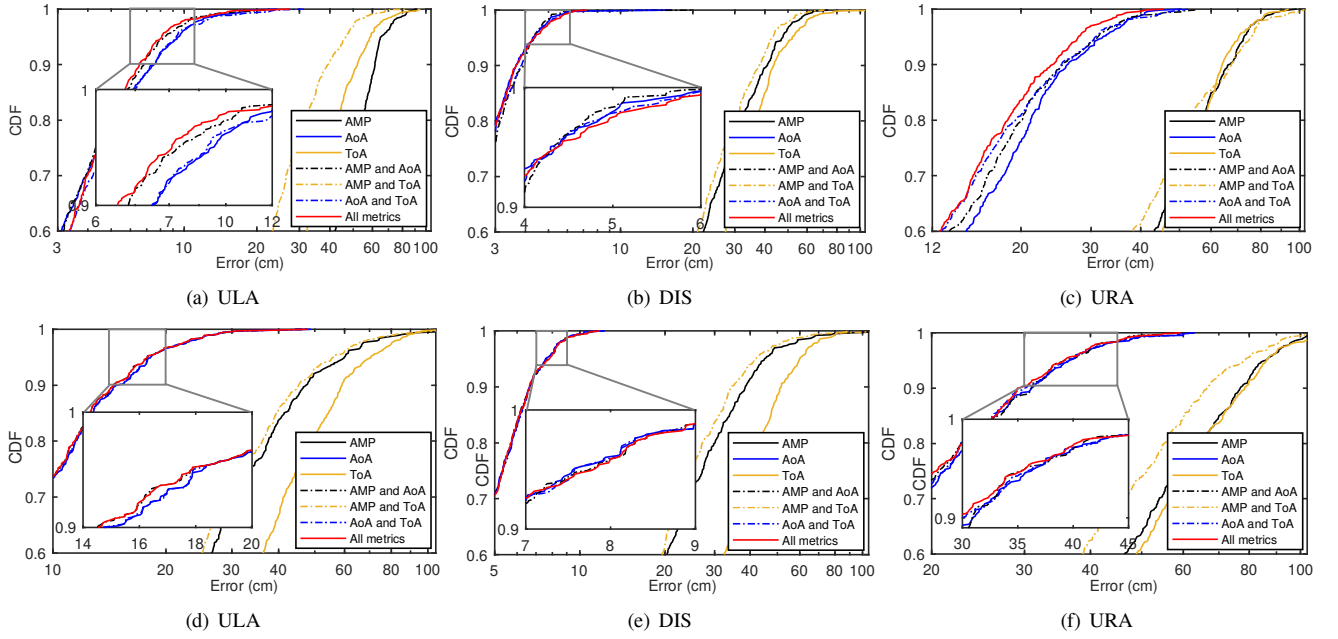 1
0.9
0.8
0.7
0.6
CDF
1
0.9
6 7 10 12
AMP
AoA
ToA
AMP and AoA
AMP and ToA
AoA and ToA
All metrics
3 6 10 20 40 60 80 100
Error (cm)
(a) ULA
1
0.9
0.8
0.7
0.6
CDF
1
0.9
4 5 6
AMP
AoA
ToA
AMP and AoA
AMP and ToA
AoA and ToA
All metrics
3 6 10 20 40 60 80 100
Error (cm)
(b) DIS
1
0.9
0.8
0.7
0.6
CDF
AMP
AoA
ToA
AMP and AoA
AMP and ToA
AoA and ToA
All metrics
12 20 30 40 60 80 100
Error (cm)
(c) URA
1
0.9
0.8
0.7
0.6
CDF
1
0.9
14 16 18 20
AMP
AoA
ToA
AMP and AoA
AMP and ToA
AoA and ToA
All metrics
10 20 30 40 60 80 100
Error (cm)
(d) ULA
1
0.9
0.8
0.7
0.6
CDF
CDF
1
0.9
7 8 9
AMP
AoA
ToA
AMP and AoA
AMP and ToA
AoA and ToA
All metrics
5 10 20 30 40 60 80 100
Error (cm)
(e) DIS
1
0.9
0.8
0.7
0.6
CDF
CDF
1
0.9
30 35 40 45
AMP
AoA
ToA
AMP and AoA
AMP and ToA
AoA and ToA
All metrics
20 30 40 60 80 100
Error (cm)
(f) URA